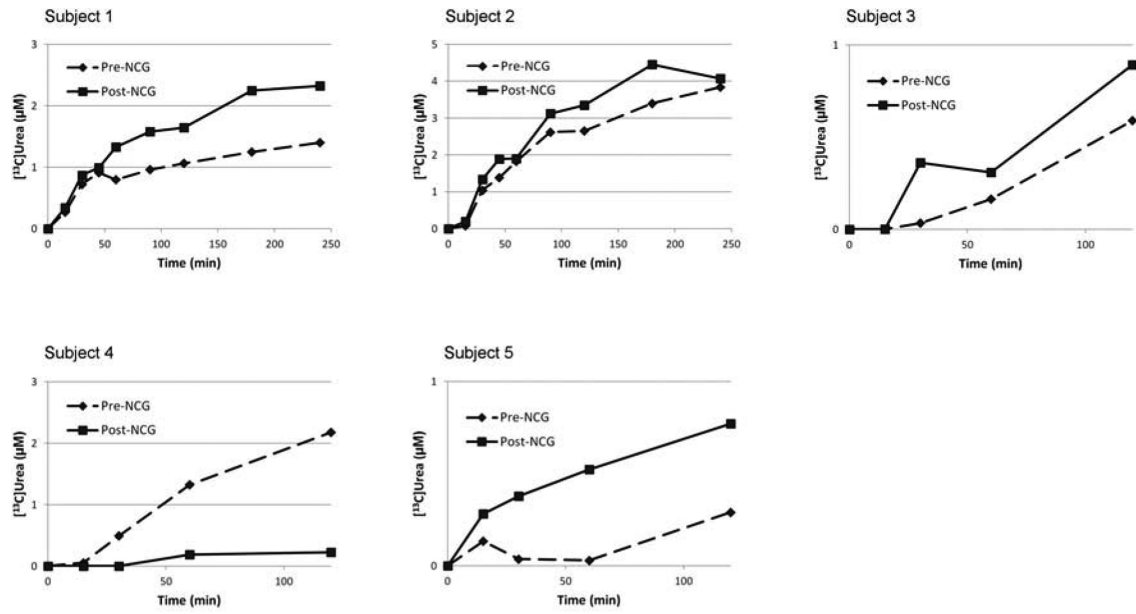 Subject 1
3
2
1
0
[¹³C]Urea (µM)
Pre-NCG
Post-NCG
0 50 100 150 200 250
Time (min)
Subject 2
5
4
3
2
1
0
[¹³C]Urea (µM)
Pre-NCG
Post-NCG
0 50 100 150 200 250
Time (min)
Subject 3
1
0
[¹³C]Urea (µM)
Pre-NCG
Post-NCG
0 50 100
Time (min)
Subject 4
3
2
1
0
[¹³C]Urea (µM)
Pre-NCG
Post-NCG
0 50 100
Time (min)
Subject 5
1
0
[¹³C]Urea (µM)
Pre-NCG
Post-NCG
0 50 100
Time (min)